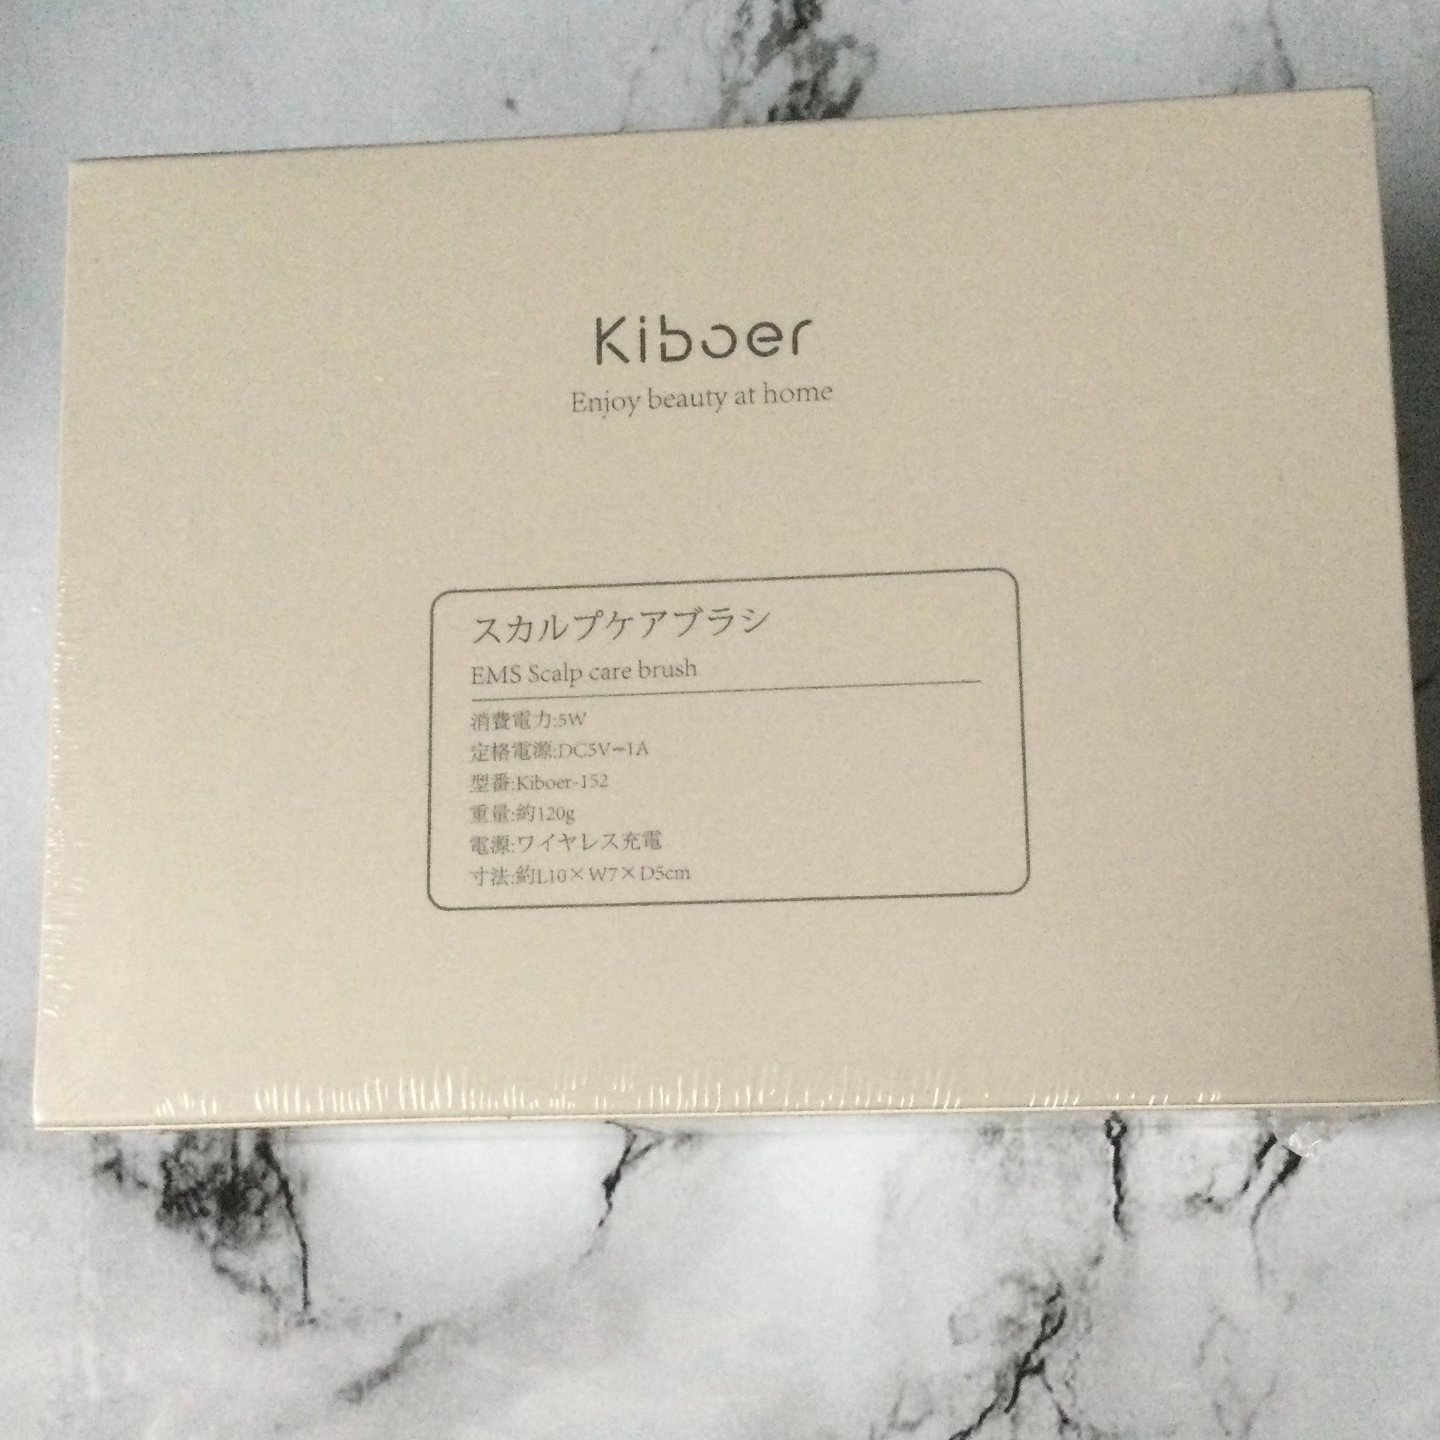 Kiboer
Enjoy beauty at home
スカルプケアブラシ
EMS Scalp care brush
消費電力:5W
定格電源:DC5V⎓1A
型番:Kiboer-152
重量:約120g
電源:ワイヤレス充電
寸法:約L10×W7×D5cm